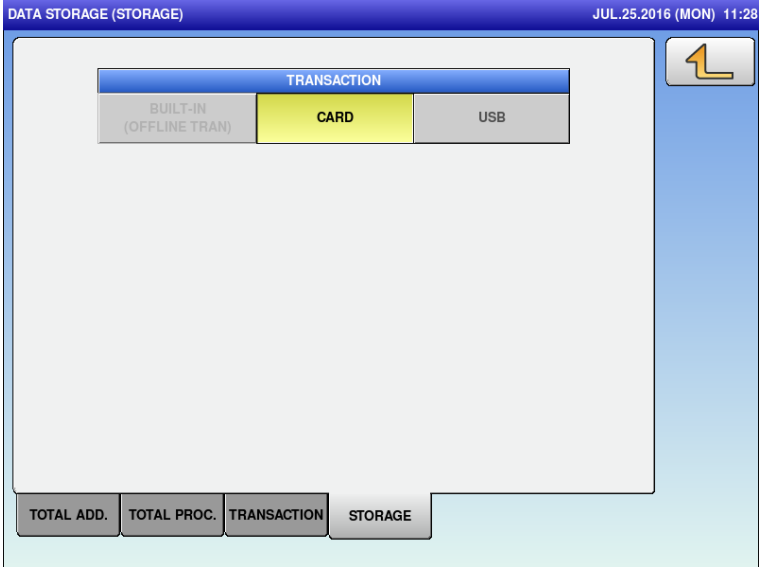 DATA STORAGE (STORAGE) JUL.25.2016 (MON) 11:28
TRANSACTION
BUILT-IN
(OFFLINE TRAN)
CARD
USB
TOTAL ADD. TOTAL PROC. TRANSACTION STORAGE